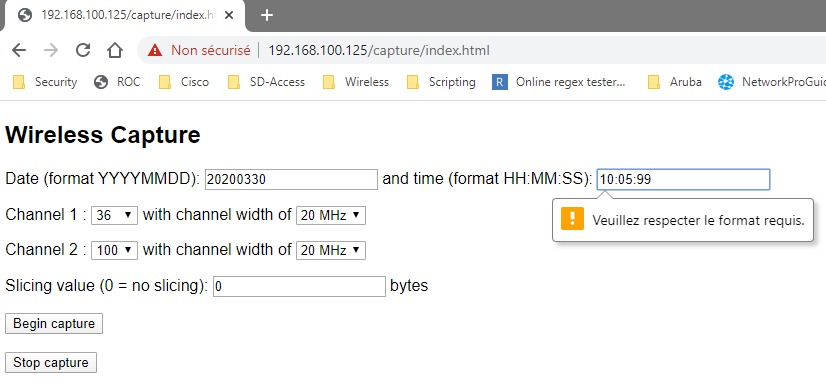 192.168.100.125/capture/index.h
Non sécurisé | 192.168.100.125/capture/index.html
Security ROC Cisco SD-Access Wireless Scripting R Online regex tester... Aruba NetworkProGuid
Wireless Capture
Date (format YYYYMMDD): 20200330 and time (format HH:MM:SS): 10:05:99
Veuillez respecter le format requis.
Channel 1 : 36 with channel width of 20 MHz
Channel 2 : 100 with channel width of 20 MHz
Slicing value (0 = no slicing): 0 bytes
Begin capture
Stop capture